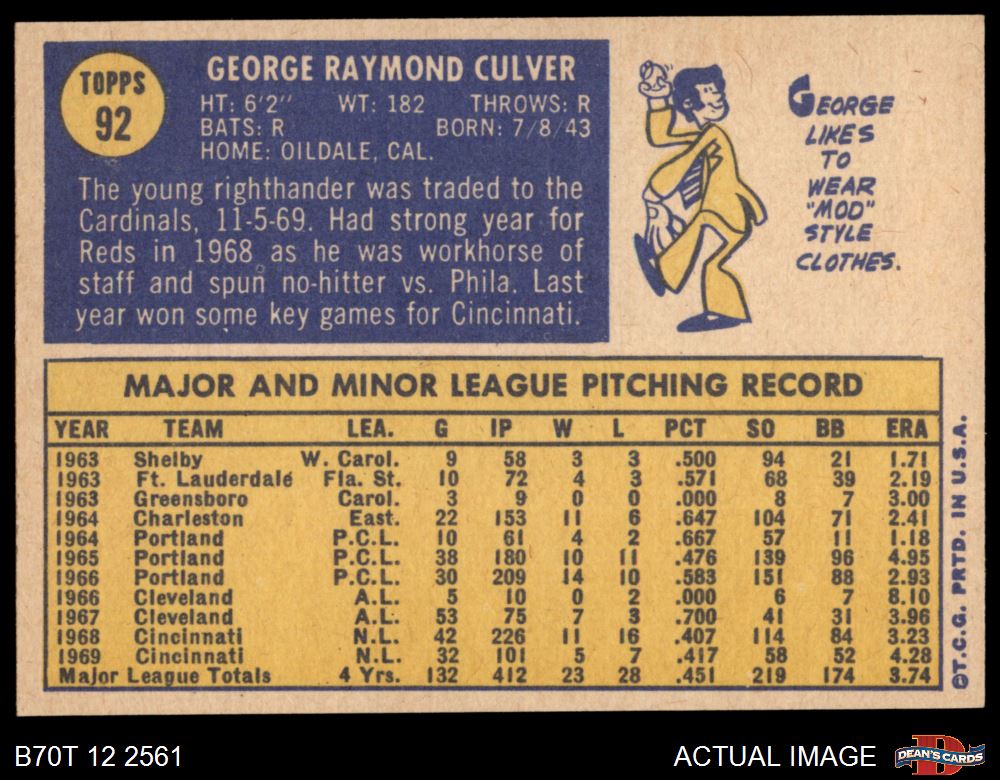 TOPPS
92
GEORGE RAYMOND CULVER
HT: 6'2" WT: 182 THROWS: R
BATS: R BORN: 7/8/43
HOME: OILDALE, CAL.
The young righthander was traded to the
Cardinals, 11-5-69. Had strong year for
Reds in 1968 as he was workhorse of
staff and spun no-hitter vs. Phila. Last
year won some key games for Cincinnati.
GEORGE
LIKES
TO
WEAR
"MOD"
STYLE
CLOTHES.
MAJOR AND MINOR LEAGUE PITCHING RECORD
YEAR TEAM LEA. G IP W L PCT SO BB ERA
1963 Shelby W. Carol. 9 58 3 3 .500 94 21 1.71
1963 Ft. Lauderdale Fla. St. 10 72 4 3 .571 68 39 2.19
1963 Greensboro Carol. 3 9 0 0 .000 8 7 3.00
1964 Charleston East. 22 153 11 6 .647 104 71 2.41
1964 Portland P.C.L. 10 61 4 2 .667 57 11 1.18
1965 Portland P.C.L. 38 180 10 11 .476 139 96 4.95
1966 Portland P.C.L. 30 209 14 10 .583 151 88 2.93
1966 Cleveland A.L. 5 10 0 2 .000 6 7 8.10
1967 Cleveland A.L. 53 75 7 3 .700 41 31 3.96
1968 Cincinnati N.L. 42 226 11 16 .407 114 84 3.23
1969 Cincinnati N.L. 32 101 5 7 .417 58 52 4.28
Major League Totals 4 Yrs. 132 412 23 28 .451 219 174 3.74
©T.C.G. PRTD. IN U.S.A.
B70T 12 2561
ACTUAL IMAGE
DEAN'S CARDS